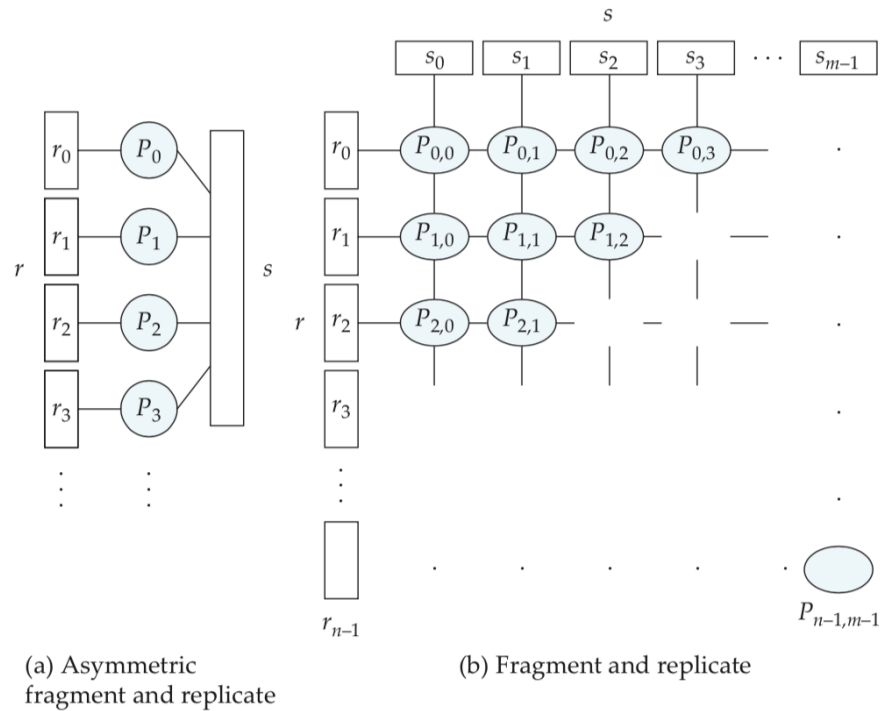 s
s0 s1 s2 s3 ... sm–1
r0 P0 r0 P0,0 P0,1 P0,2 P0,3
r1 P1 r1 P1,0 P1,1 P1,2
r s
r2 P2 r r2 P2,0 P2,1
r3 P3 r3
Pn–1,m–1
rn–1
(a) Asymmetric
fragment and replicate
(b) Fragment and replicate